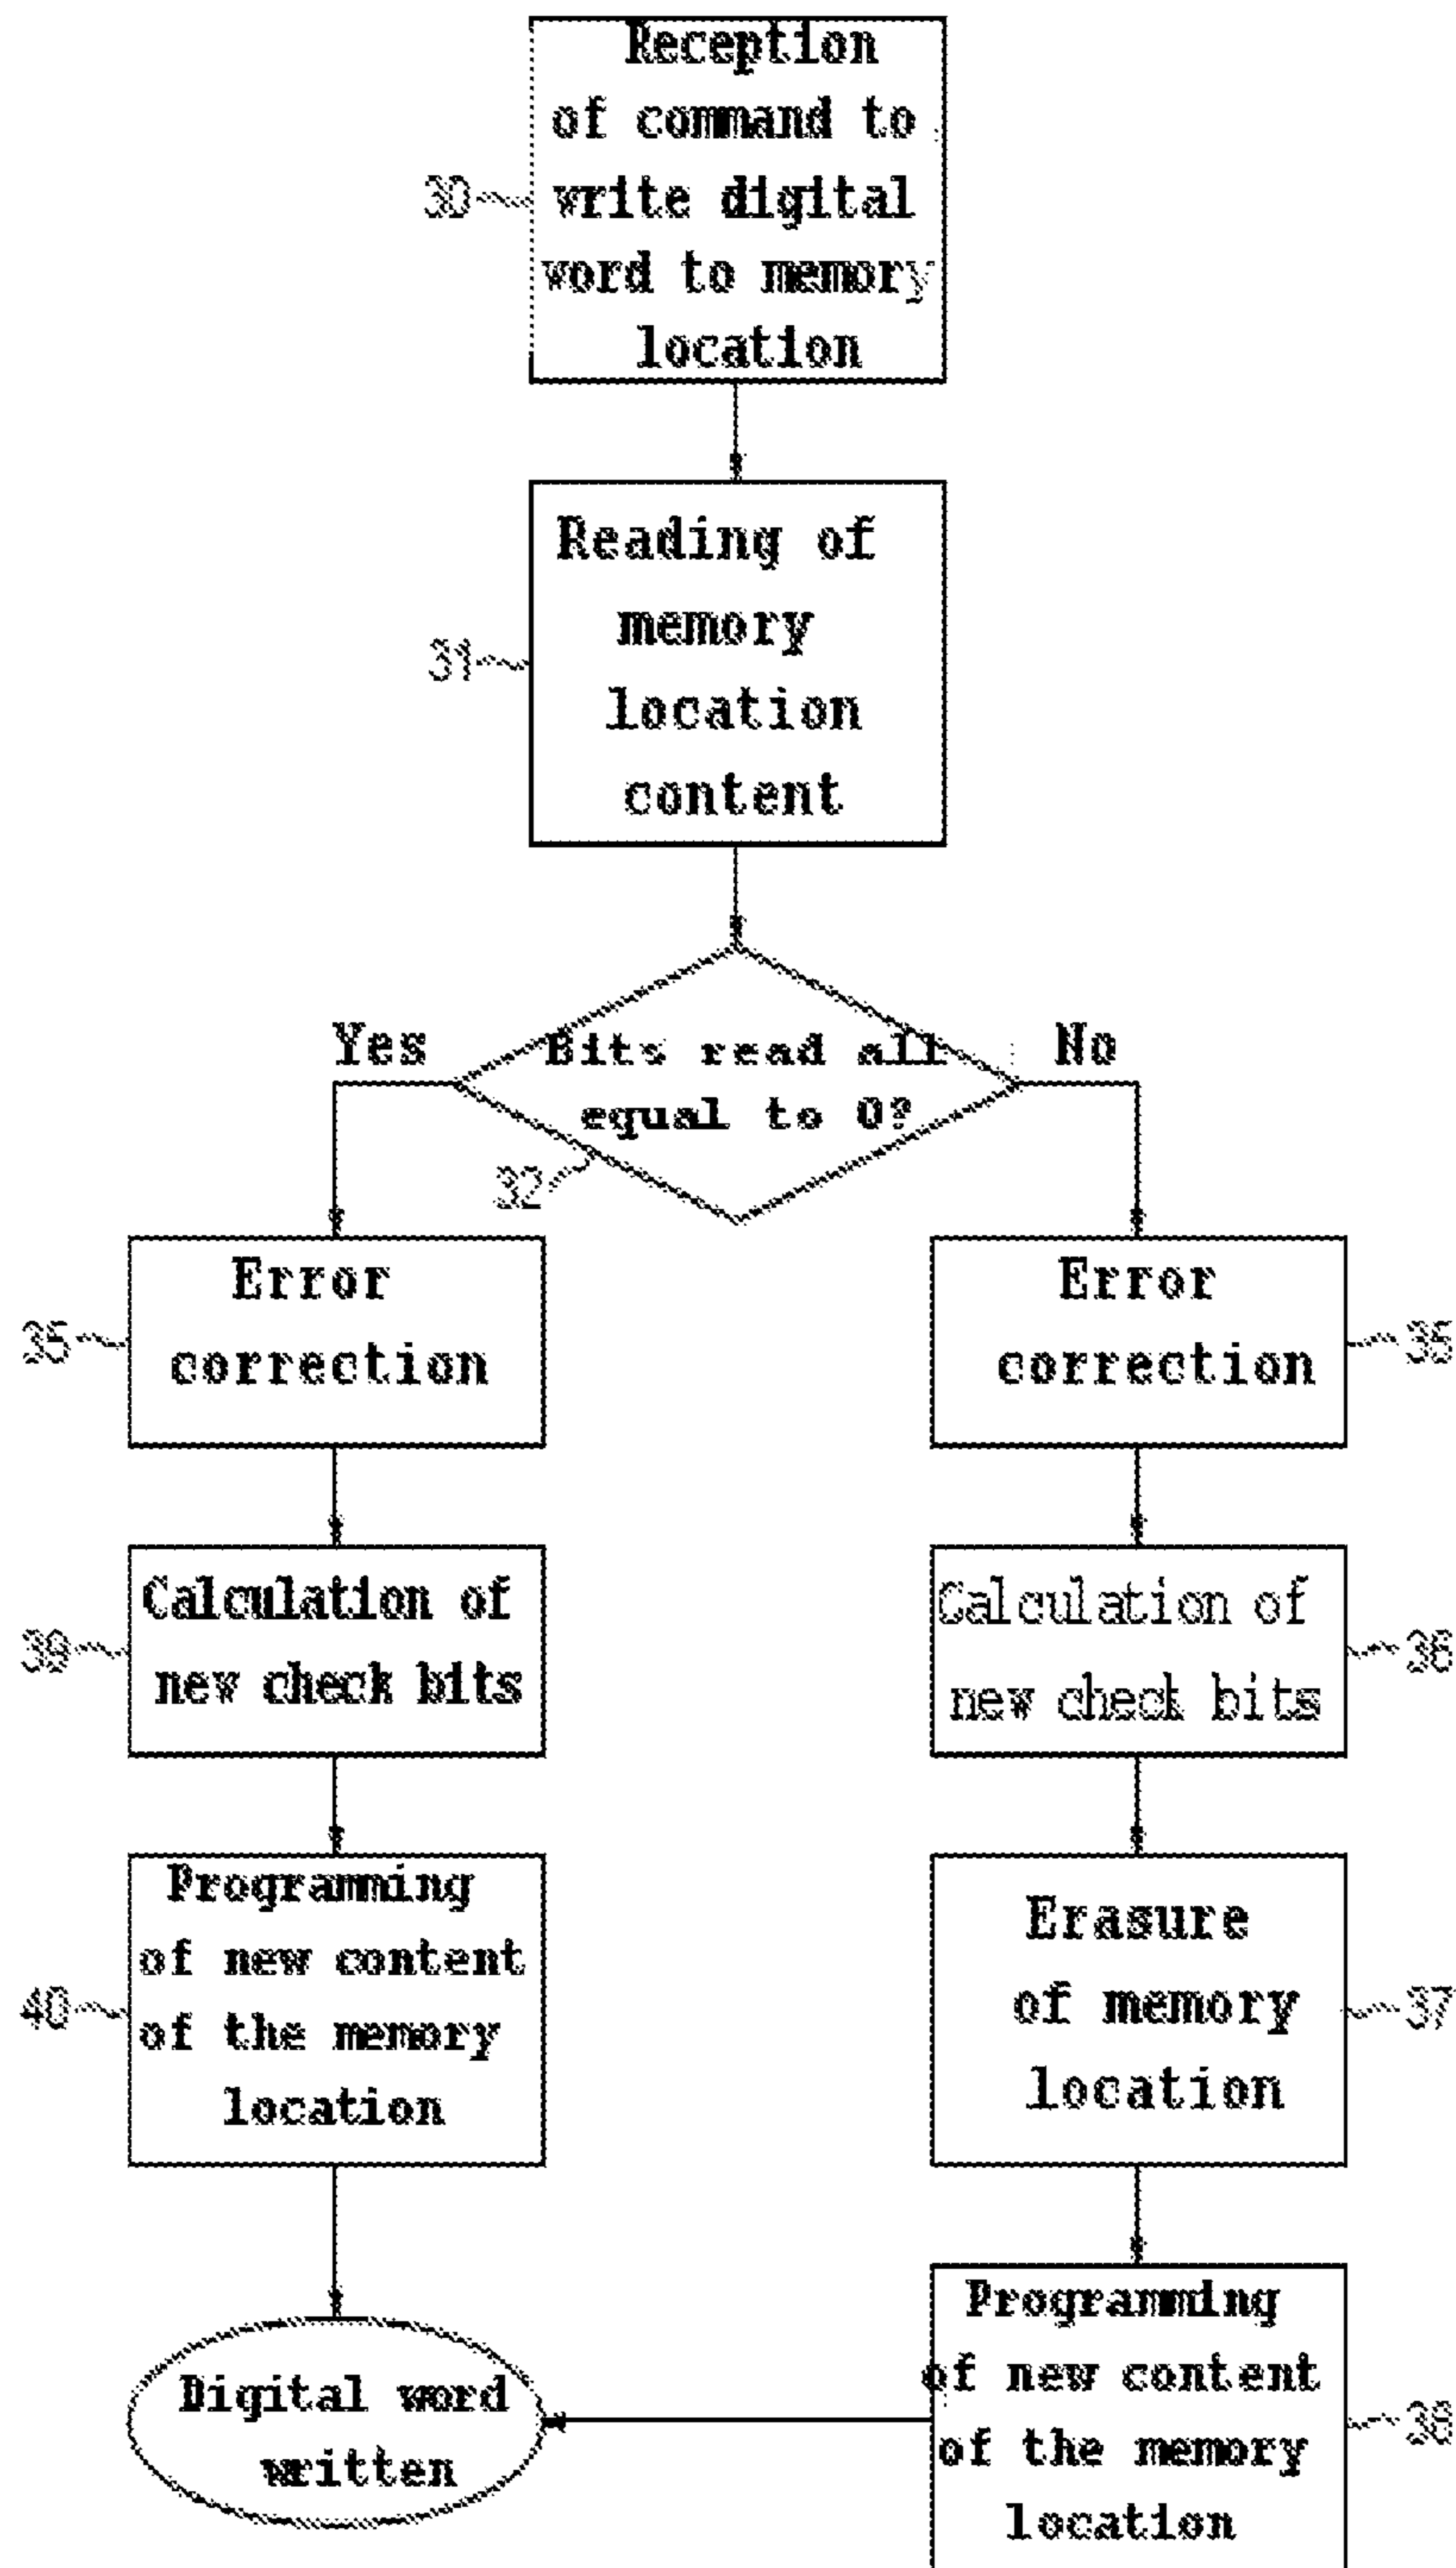 Reception
of command to
write digital
word to memory
location
30
Reading of
memory
location
content
31
Yes
Bits read all
equal to 0?
No
32
Error
correction
35
Error
correction
35
Calculation of
new check bits
39
Calculation of
new check bits
36
Programming
of new content
of the memory
location
40
Erasure
of memory
location
37
Digital word
written
Programming
of new content
of the memory
location
38